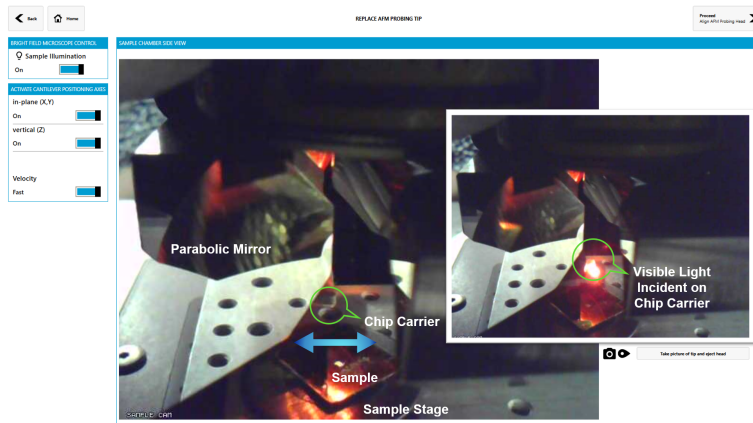 Back
Home
REPLACE AFM PROBING TIP
Proceed
Align AFM Probing Head
BRIGHT FIELD MICROSCOPE CONTROL
Sample Illumination
On
ACTIVATE CANTILEVER POSITIONING AXES
in-plane (X,Y)
On
vertical (Z)
On
Velocity
Fast
SAMPLE CHAMBER SIDE VIEW
Parabolic Mirror
Chip Carrier
Sample
Sample Stage
SAMPLE CAM
Visible Light
Incident on
Chip Carrier
Take picture of tip and eject head